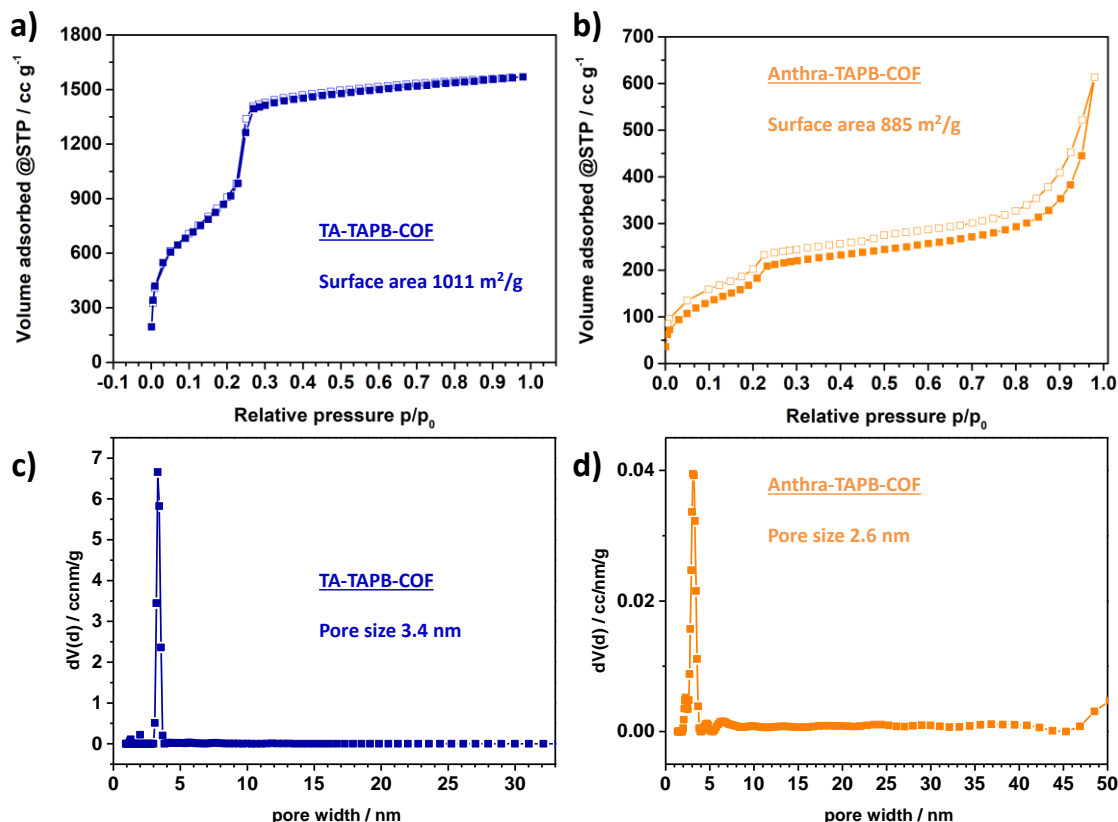 a)
1800
1500
1200
900
600
300
0
Volume adsorbed @STP / cc g⁻¹
TA-TAPB-COF
Surface area 1011 m²/g
-0.1 0.0 0.1 0.2 0.3 0.4 0.5 0.6 0.7 0.8 0.9 1.0
Relative pressure p/p₀
b)
700
600
500
400
300
200
100
0
Volume adsorbed @STP / cc g⁻¹
Anthra-TAPB-COF
Surface area 885 m²/g
0.0 0.1 0.2 0.3 0.4 0.5 0.6 0.7 0.8 0.9 1.0
Relative pressure p/p₀
c)
7
6
5
4
3
2
1
0
dV(d) / ccnm/g
TA-TAPB-COF
Pore size 3.4 nm
0 5 10 15 20 25 30
pore width / nm
d)
0.04
0.02
0.00
dV(d) / cc/nm/g
Anthra-TAPB-COF
Pore size 2.6 nm
0 5 10 15 20 25 30 35 40 45 50
pore width / nm